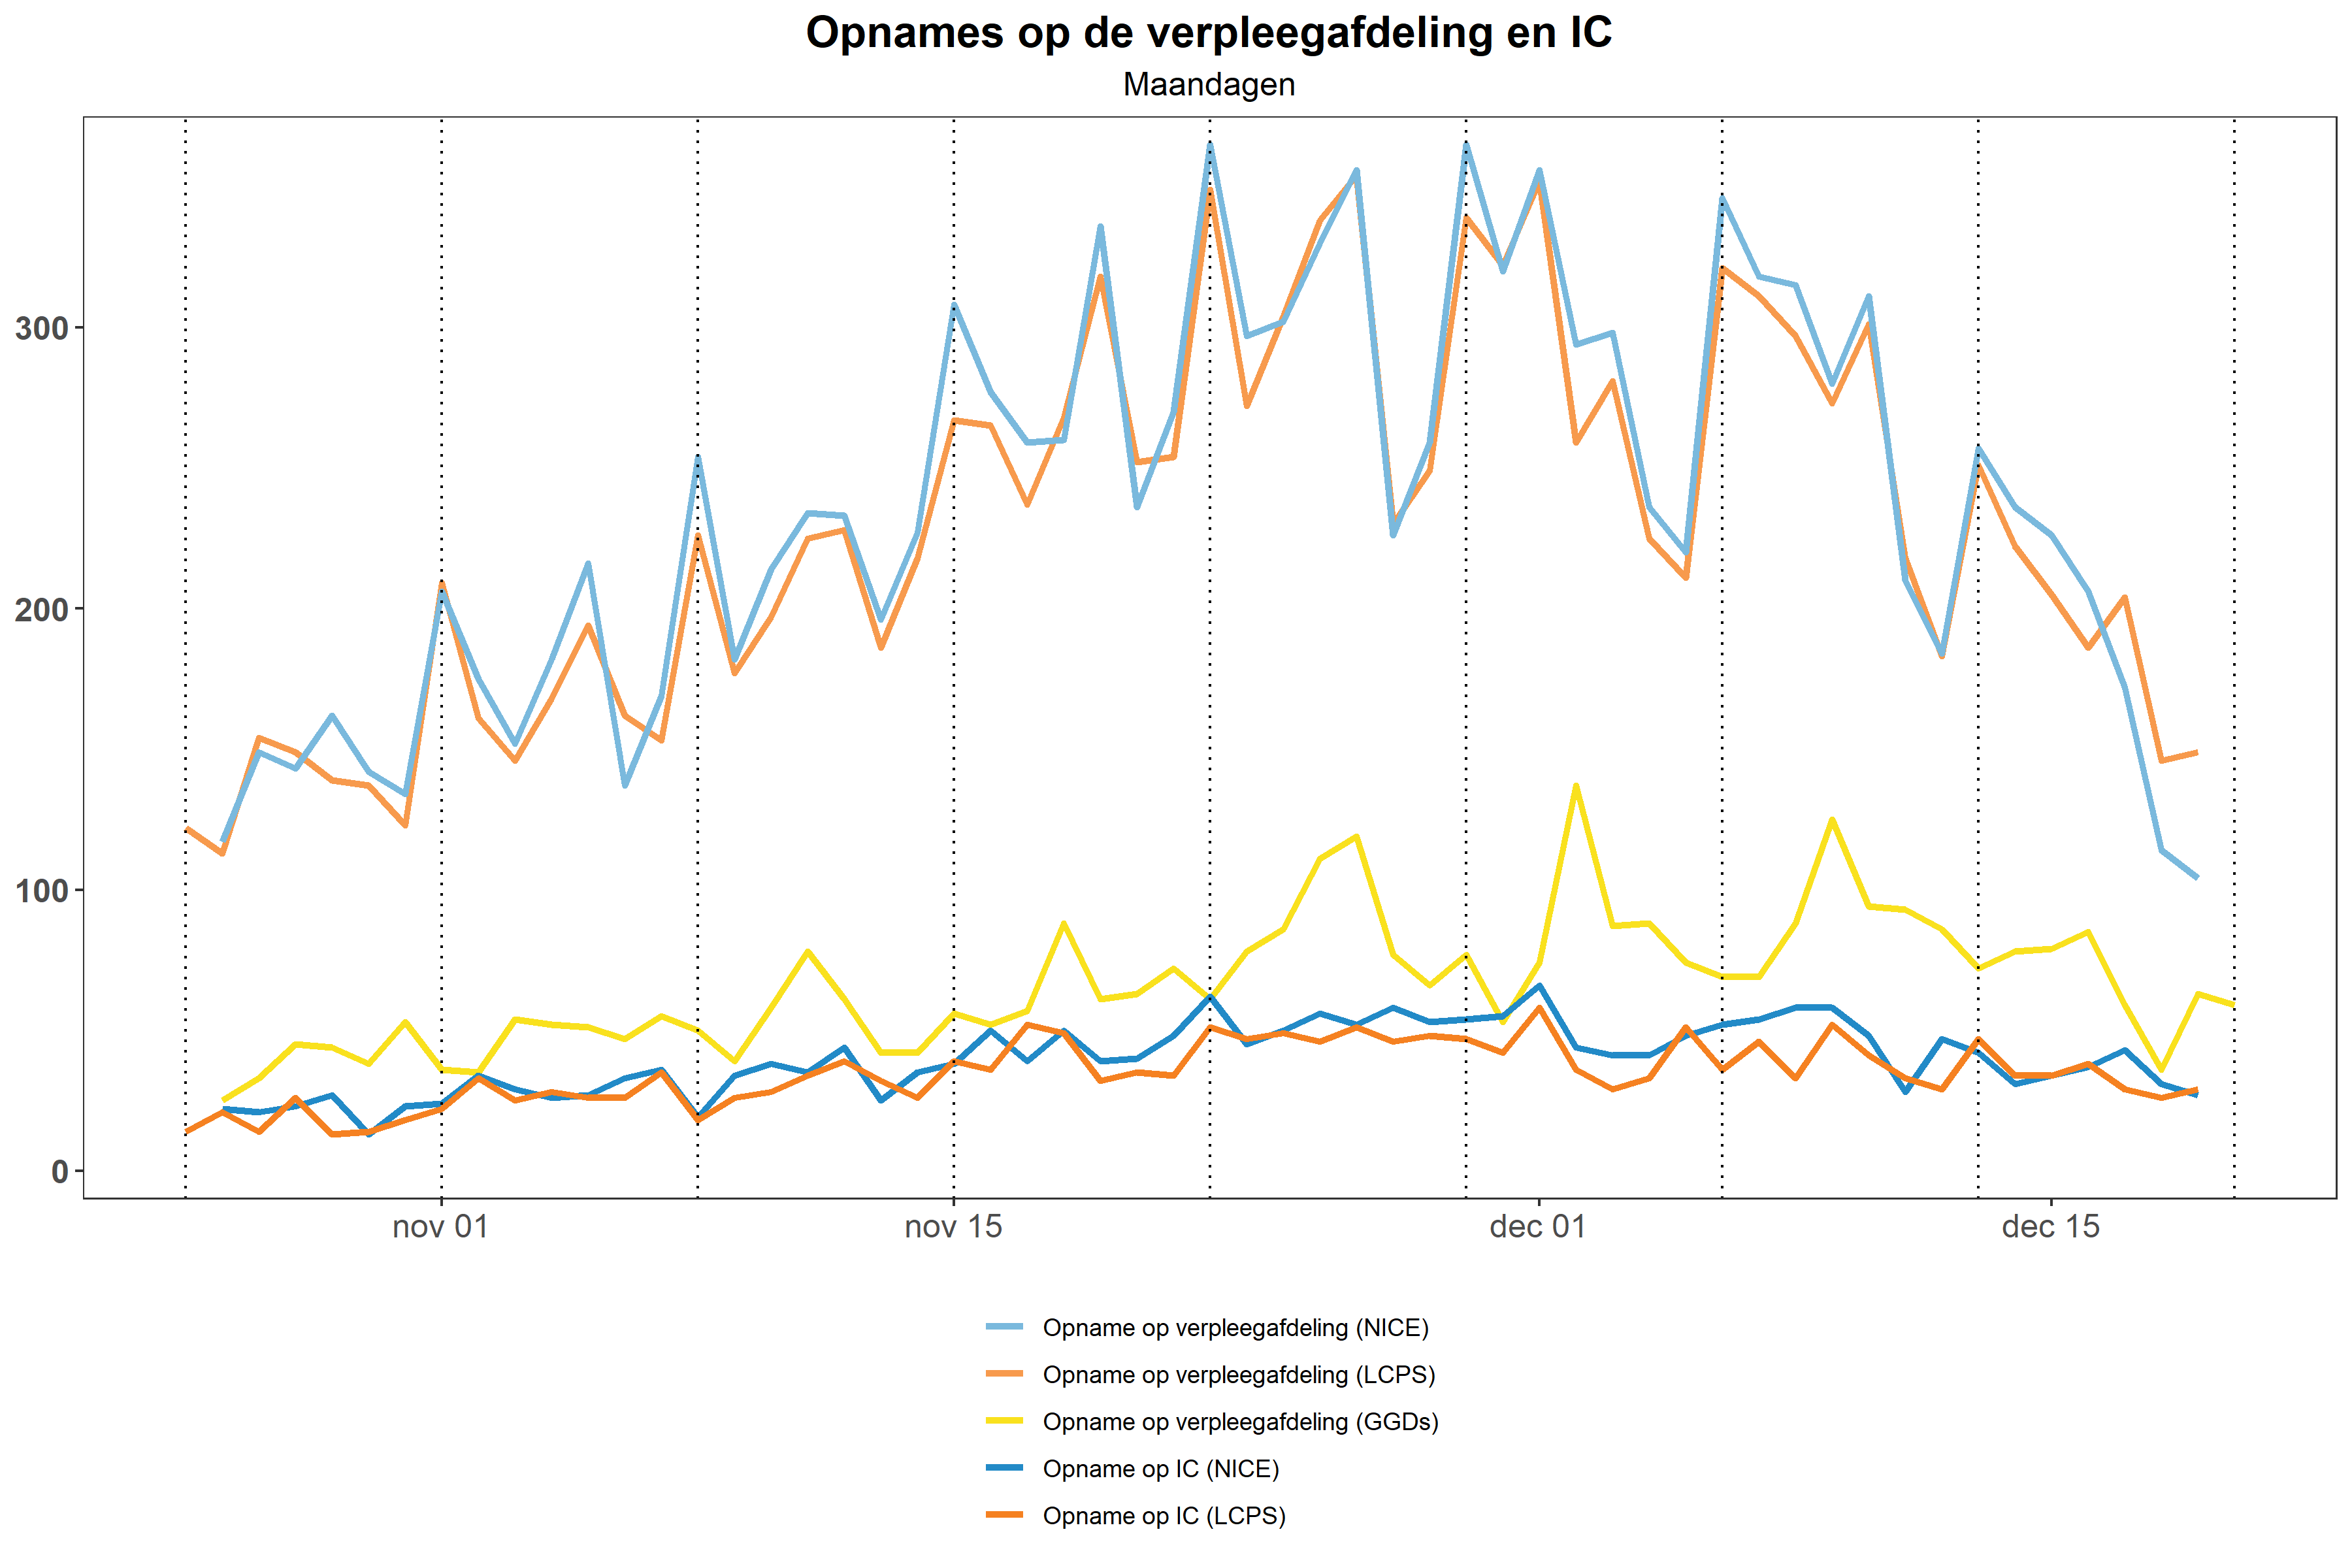 Opnames op de verpleegafdeling en IC
Maandagen
300
200
100
0
nov 01
nov 15
dec 01
dec 15
Opname op verpleegafdeling (NICE)
Opname op verpleegafdeling (LCPS)
Opname op verpleegafdeling (GGDs)
Opname op IC (NICE)
Opname op IC (LCPS)